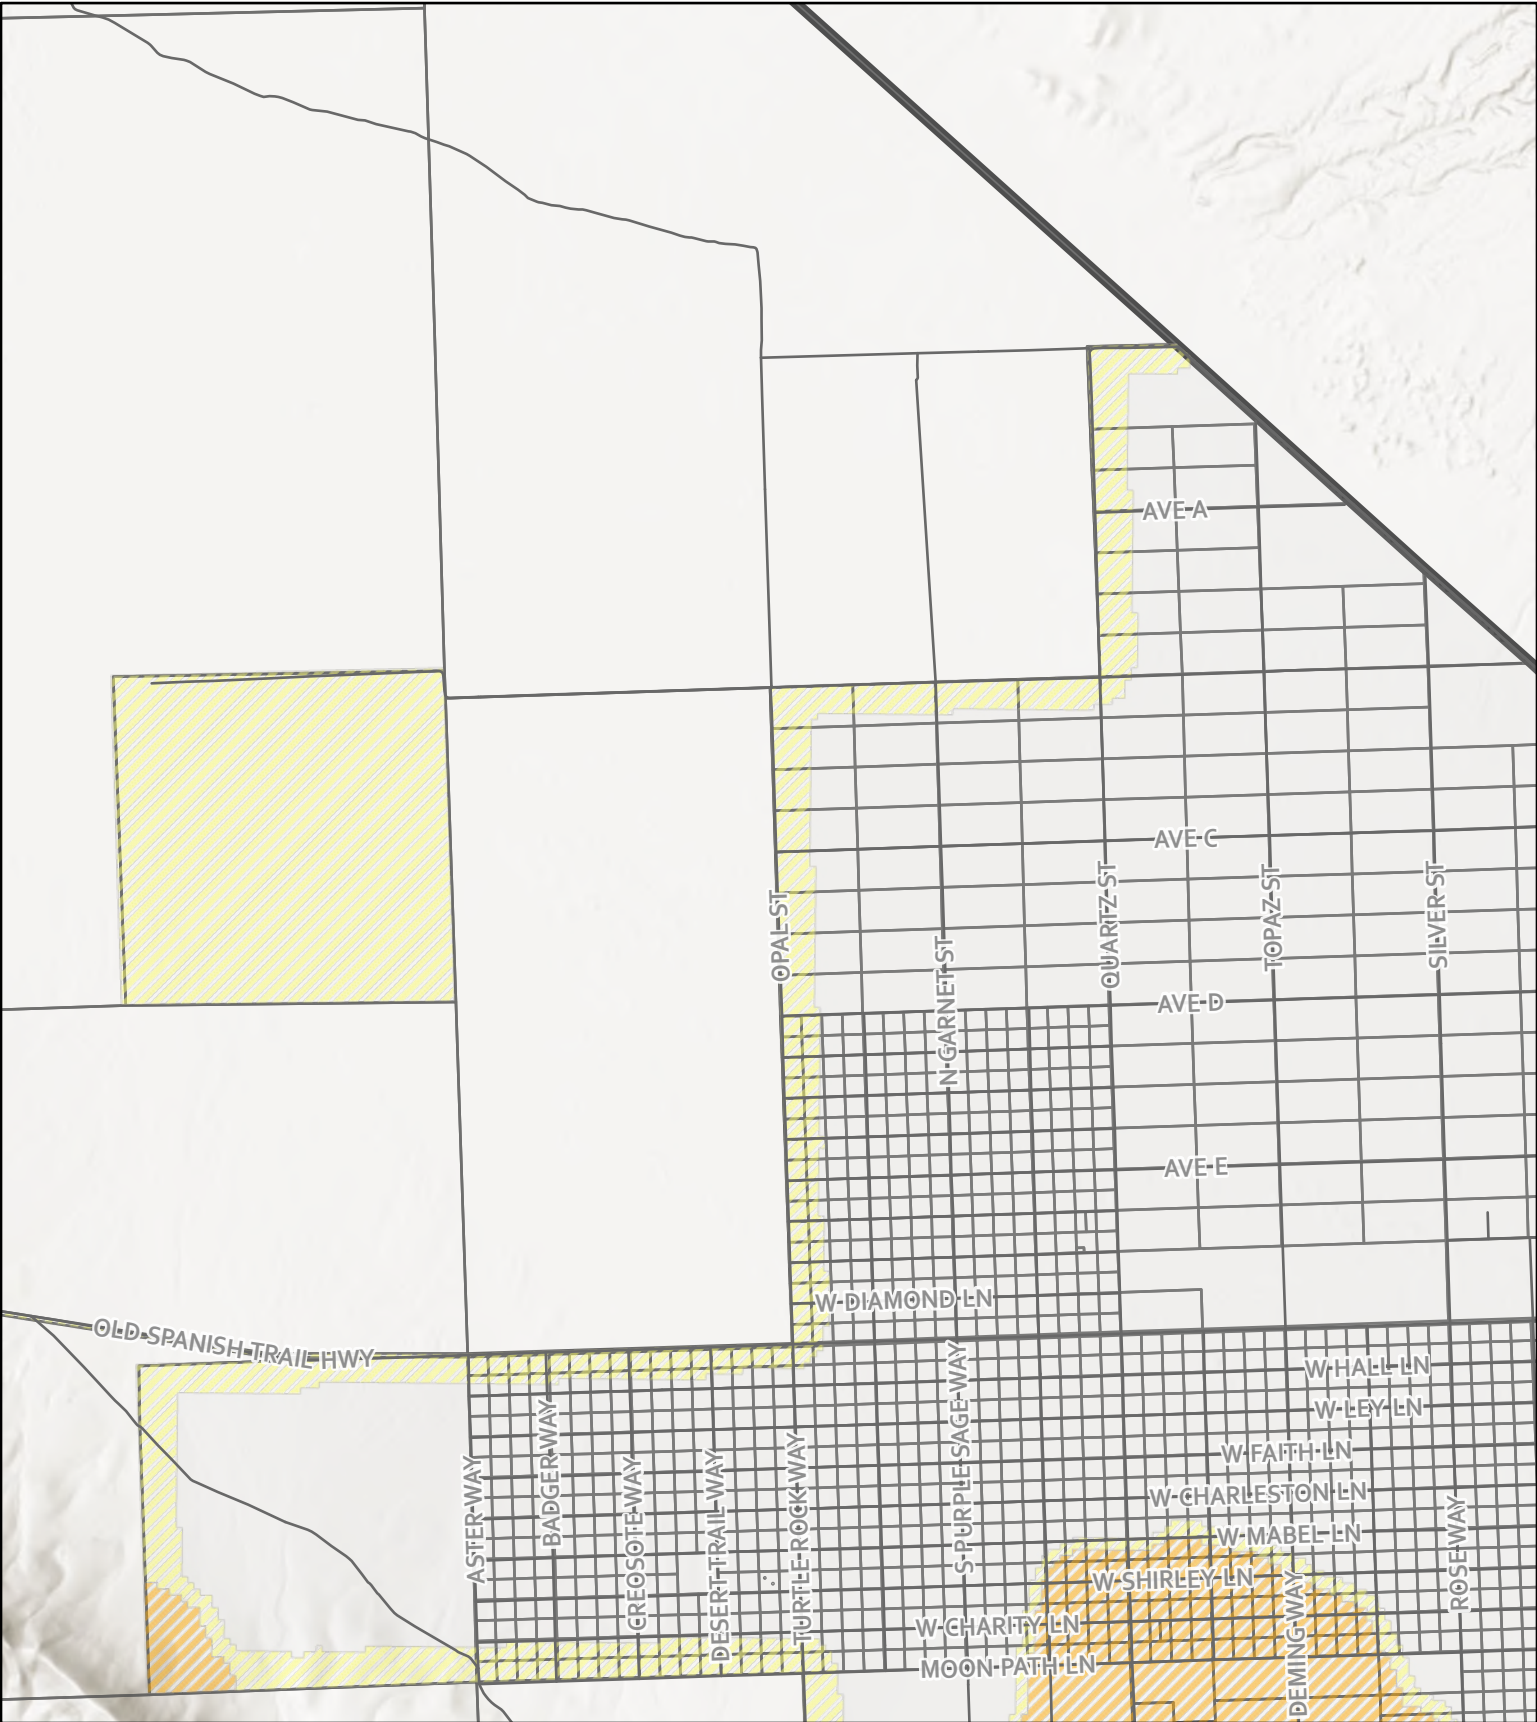 AVE A
AVE C
OPAL ST
N GARNET ST
QUARTZ ST
TOPAZ ST
SILVER ST
AVE D
AVE E
W DIAMOND LN
OLD SPANISH TRAIL HWY
W HALL LN
W LEY LN
W FAITH LN
W CHARLESTON LN
W MABEL LN
ASTER WAY
BADGER WAY
CREOSOTE WAY
DESERT TRAIL WAY
TURTLE ROCK WAY
S PURPLE SAGE WAY
ROSE WAY
W SHIRLEY LN
DEMING WAY
W CHARITY LN
MOON PATH LN